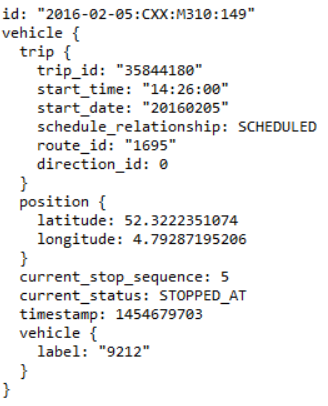 id: "2016-02-05:CXX:M310:149"
vehicle {
  trip {
    trip_id: "35844180"
    start_time: "14:26:00"
    start_date: "20160205"
    schedule_relationship: SCHEDULED
    route_id: "1695"
    direction_id: 0
  }
  position {
    latitude: 52.3222351074
    longitude: 4.79287195206
  }
  current_stop_sequence: 5
  current_status: STOPPED_AT
  timestamp: 1454679703
  vehicle {
    label: "9212"
  }
}